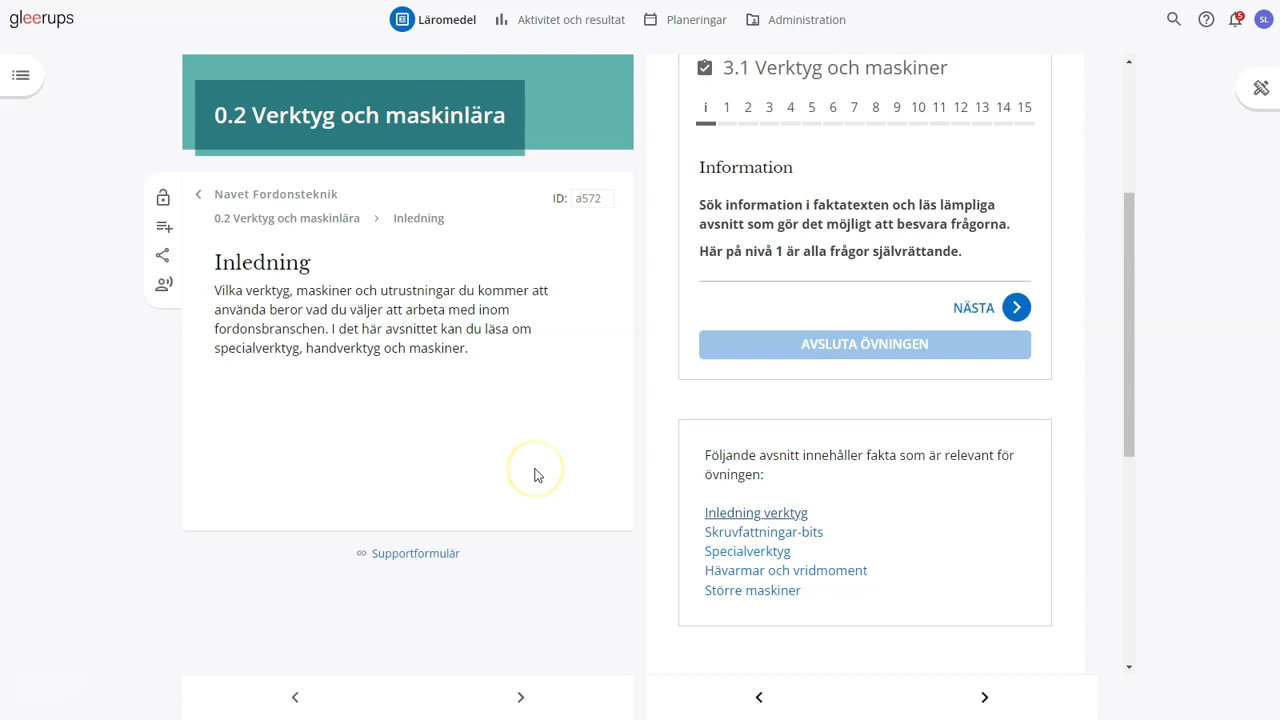 gleerups
Läromedel
Aktivitet och resultat
Planeringar
Administration
5
SL
0.2 Verktyg och maskinlära
Navet Fordonsteknik
ID: a572
0.2 Verktyg och maskinlära > Inledning
Inledning
Vilka verktyg, maskiner och utrustningar du kommer att
använda beror vad du väljer att arbeta med inom
fordonsbranschen. I det här avsnittet kan du läsa om
specialverktyg, handverktyg och maskiner.
Supportformulär
3.1 Verktyg och maskiner
i 1 2 3 4 5 6 7 8 9 10 11 12 13 14 15
Information
Sök information i faktatexten och läs lämpliga
avsnitt som gör det möjligt att besvara frågorna.
Här på nivå 1 är alla frågor självrättande.
NÄSTA
AVSLUTA ÖVNINGEN
Följande avsnitt innehåller fakta som är relevant för
övningen:
Inledning verktyg
Skruvfattningar-bits
Specialverktyg
Hävarmar och vridmoment
Större maskiner